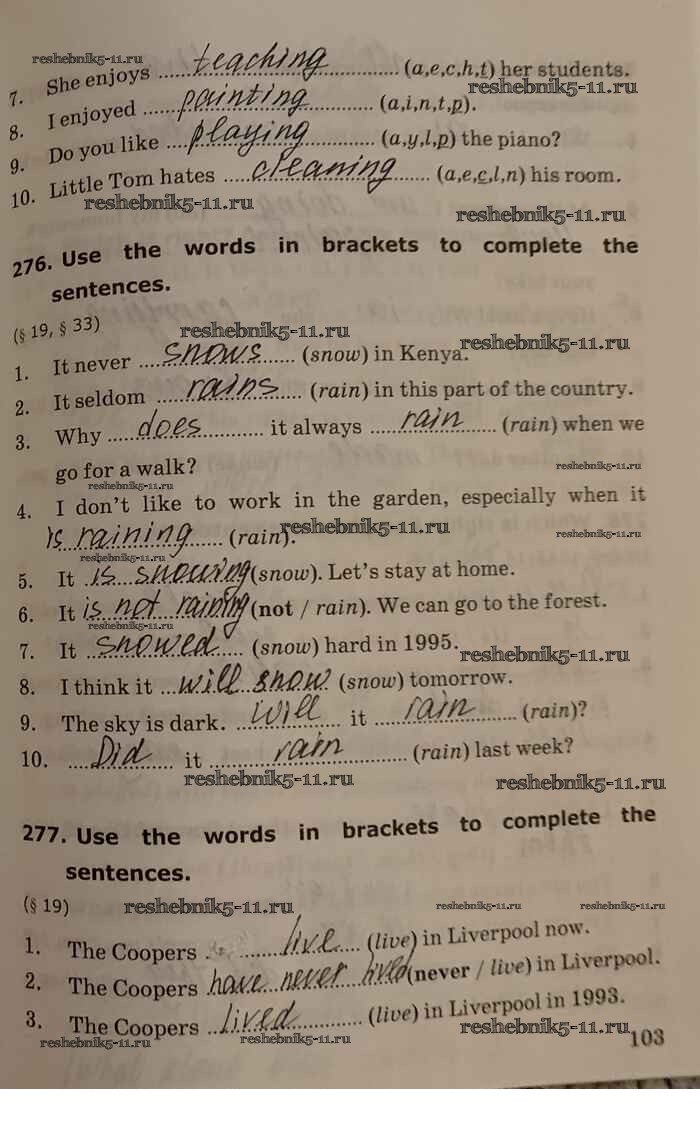 reshebnik5-11.ru
7. She enjoys ..... teaching ..... (a,e,c,h,t) her students.
reshebnik5-11.ru
8. I enjoyed ..... painting ..... (a,i,n,t,p).
9. Do you like ..... playing ..... (a,y,l,p) the piano?
10. Little Tom hates ..... cleaning ..... (a,e,c,l,n) his room.
reshebnik5-11.ru reshebnik5-11.ru
276. Use the words in brackets to complete the
sentences.
(§ 19, § 33)
reshebnik5-11.ru reshebnik5-11.ru
1. It never ..... snows ..... (snow) in Kenya.
2. It seldom ..... rains ..... (rain) in this part of the country.
3. Why ..... does ..... it always ..... rain ..... (rain) when we
go for a walk?
reshebnik5-11.ru reshebnik5-11.ru
4. I don't like to work in the garden, especially when it
is raining ..... (rain).
reshebnik5-11.ru reshebnik5-11.ru
reshebnik5-11.ru
5. It is snowing (snow). Let's stay at home.
6. It is not raining (not / rain). We can go to the forest.
reshebnik5-11.ru
7. It ..... snowed ..... (snow) hard in 1995.
reshebnik5-11.ru
8. I think it ..... will snow (snow) tomorrow.
9. The sky is dark. ..... will ..... it ..... rain ..... (rain)?
10. ..... Did ..... it ..... rain ..... (rain) last week?
reshebnik5-11.ru reshebnik5-11.ru
277. Use the words in brackets to complete the
sentences.
(§ 19) reshebnik5-11.ru reshebnik5-11.ru reshebnik5-11.ru
1. The Coopers ..... live ..... (live) in Liverpool now.
2. The Coopers have never lived (never / live) in Liverpool.
3. The Coopers ..... lived ..... (live) in Liverpool in 1993.
reshebnik5-11.ru reshebnik5-11.ru reshebnik5-11.ru
103